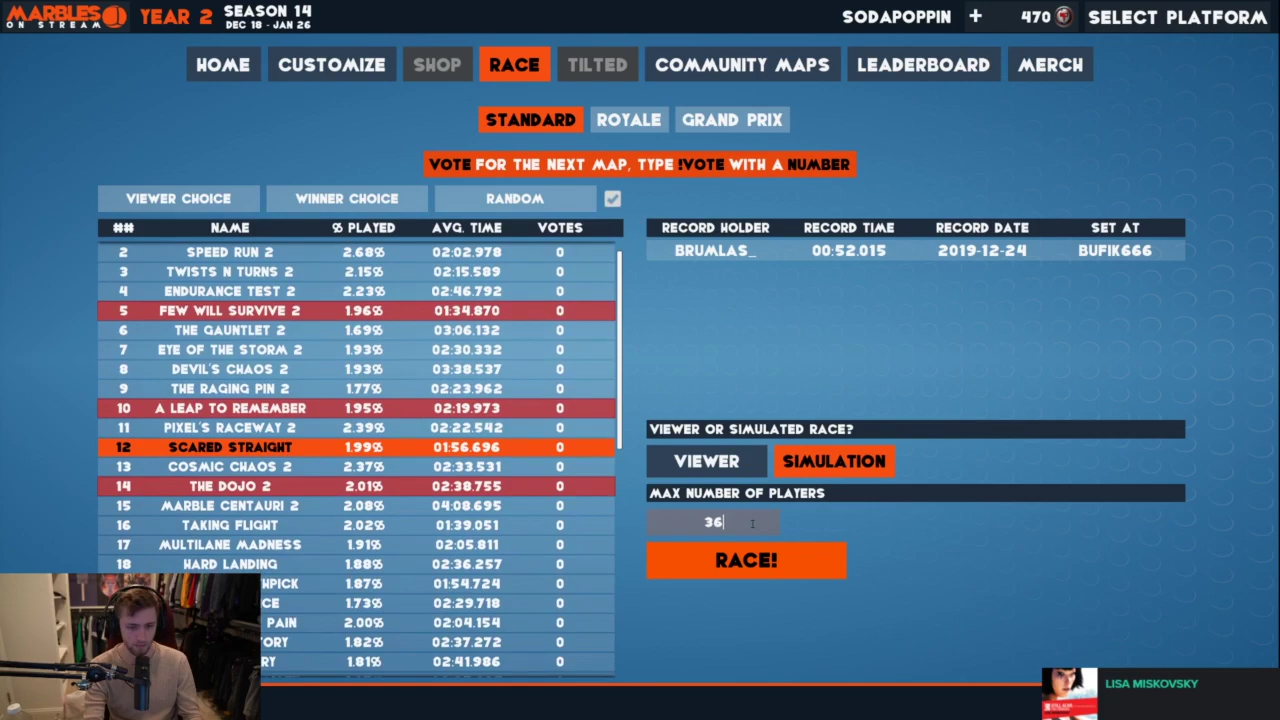 MARBLES
ON STREAM
YEAR 2
SEASON 14
DEC 18 - JAN 26
SODAPOPPIN + 470 SELECT PLATFORM
HOME CUSTOMIZE SHOP RACE TILTED COMMUNITY MAPS LEADERBOARD MERCH
STANDARD ROYALE GRAND PRIX
VOTE FOR THE NEXT MAP, TYPE !VOTE WITH A NUMBER
VIEWER CHOICE WINNER CHOICE RANDOM
## NAME % PLAYED AVG. TIME VOTES
2 SPEED RUN 2 2.68% 02:02.978 0
3 TWISTS N TURNS 2 2.15% 02:15.589 0
4 ENDURANCE TEST 2 2.23% 02:46.792 0
5 FEW WILL SURVIVE 2 1.96% 01:34.870 0
6 THE GAUNTLET 2 1.69% 03:06.132 0
7 EYE OF THE STORM 2 1.93% 02:30.332 0
8 DEVIL'S CHAOS 2 1.93% 03:38.537 0
9 THE RAGING PIN 2 1.77% 02:23.962 0
10 A LEAP TO REMEMBER 1.95% 02:19.973 0
11 PIXEL'S RACEWAY 2 2.39% 02:22.542 0
12 SCARED STRAIGHT 1.99% 01:56.696 0
13 COSMIC CHAOS 2 2.37% 02:33.531 0
14 THE DOJO 2 2.01% 02:38.755 0
15 MARBLE CENTAURI 2 2.08% 04:08.695 0
16 TAKING FLIGHT 2.02% 01:39.051 0
17 MULTILANE MADNESS 1.91% 02:05.811 0
18 HARD LANDING 1.88% 02:36.257 0
HPICK 1.87% 01:54.724 0
CE 1.73% 02:29.718 0
PAIN 2.00% 02:04.154 0
ORY 1.82% 02:37.272 0
RY 1.81% 02:41.986 0
RECORD HOLDER RECORD TIME RECORD DATE SET AT
BRUMLAS_ 00:52.015 2019-12-24 BUFIK666
VIEWER OR SIMULATED RACE?
VIEWER SIMULATION
MAX NUMBER OF PLAYERS
36
RACE!
LISA MISKOVSKY